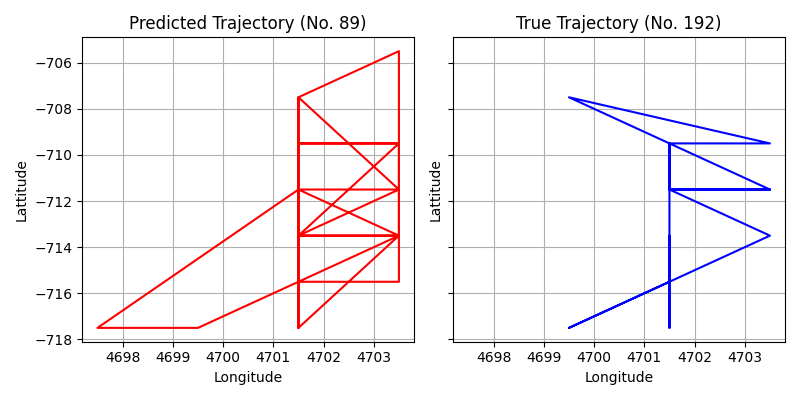 Predicted Trajectory (No. 89)
True Trajectory (No. 192)
Lattitude
−706
−708
−710
−712
−714
−716
−718
4698 4699 4700 4701 4702 4703
Longitude
Lattitude
4698 4699 4700 4701 4702 4703
Longitude